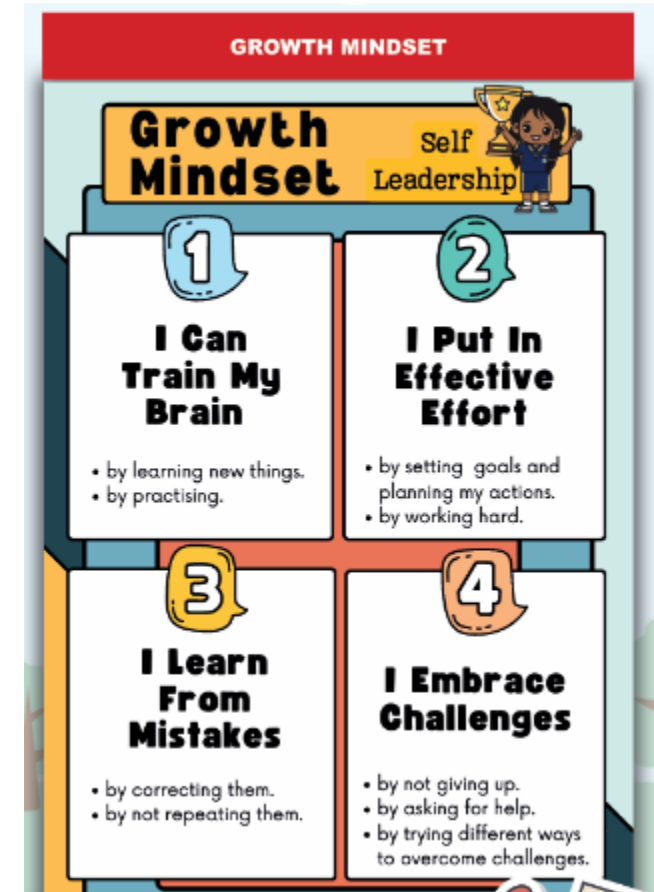 GROWTH MINDSET
Growth
Mindset
Self
Leadership
1
I Can
Train My
Brain
• by learning new things.
• by practising.
2
I Put In
Effective
Effort
• by setting goals and
planning my actions.
• by working hard.
3
I Learn
From
Mistakes
• by correcting them.
• by not repeating them.
4
I Embrace
Challenges
• by not giving up.
• by asking for help.
• by trying different ways
to overcome challenges.